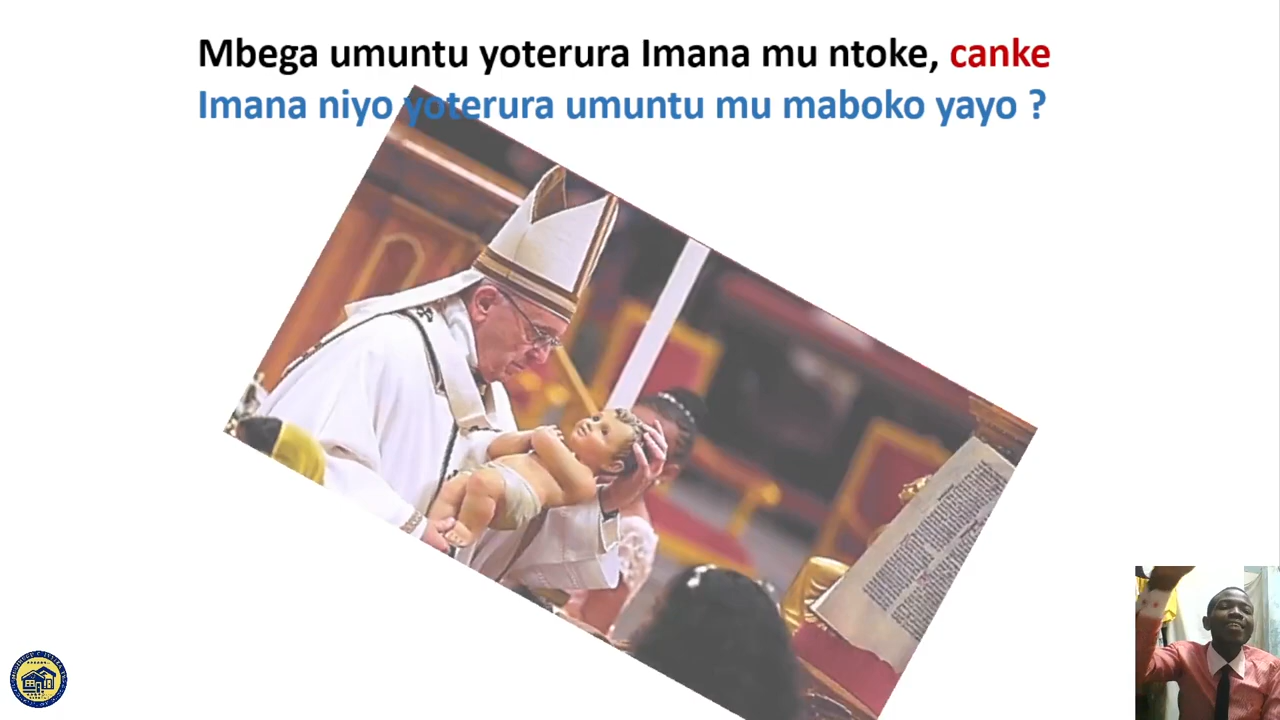 Mbega umuntu yoterura Imana mu ntoke, canke
Imana niyo yoterura umuntu mu maboko yayo ?